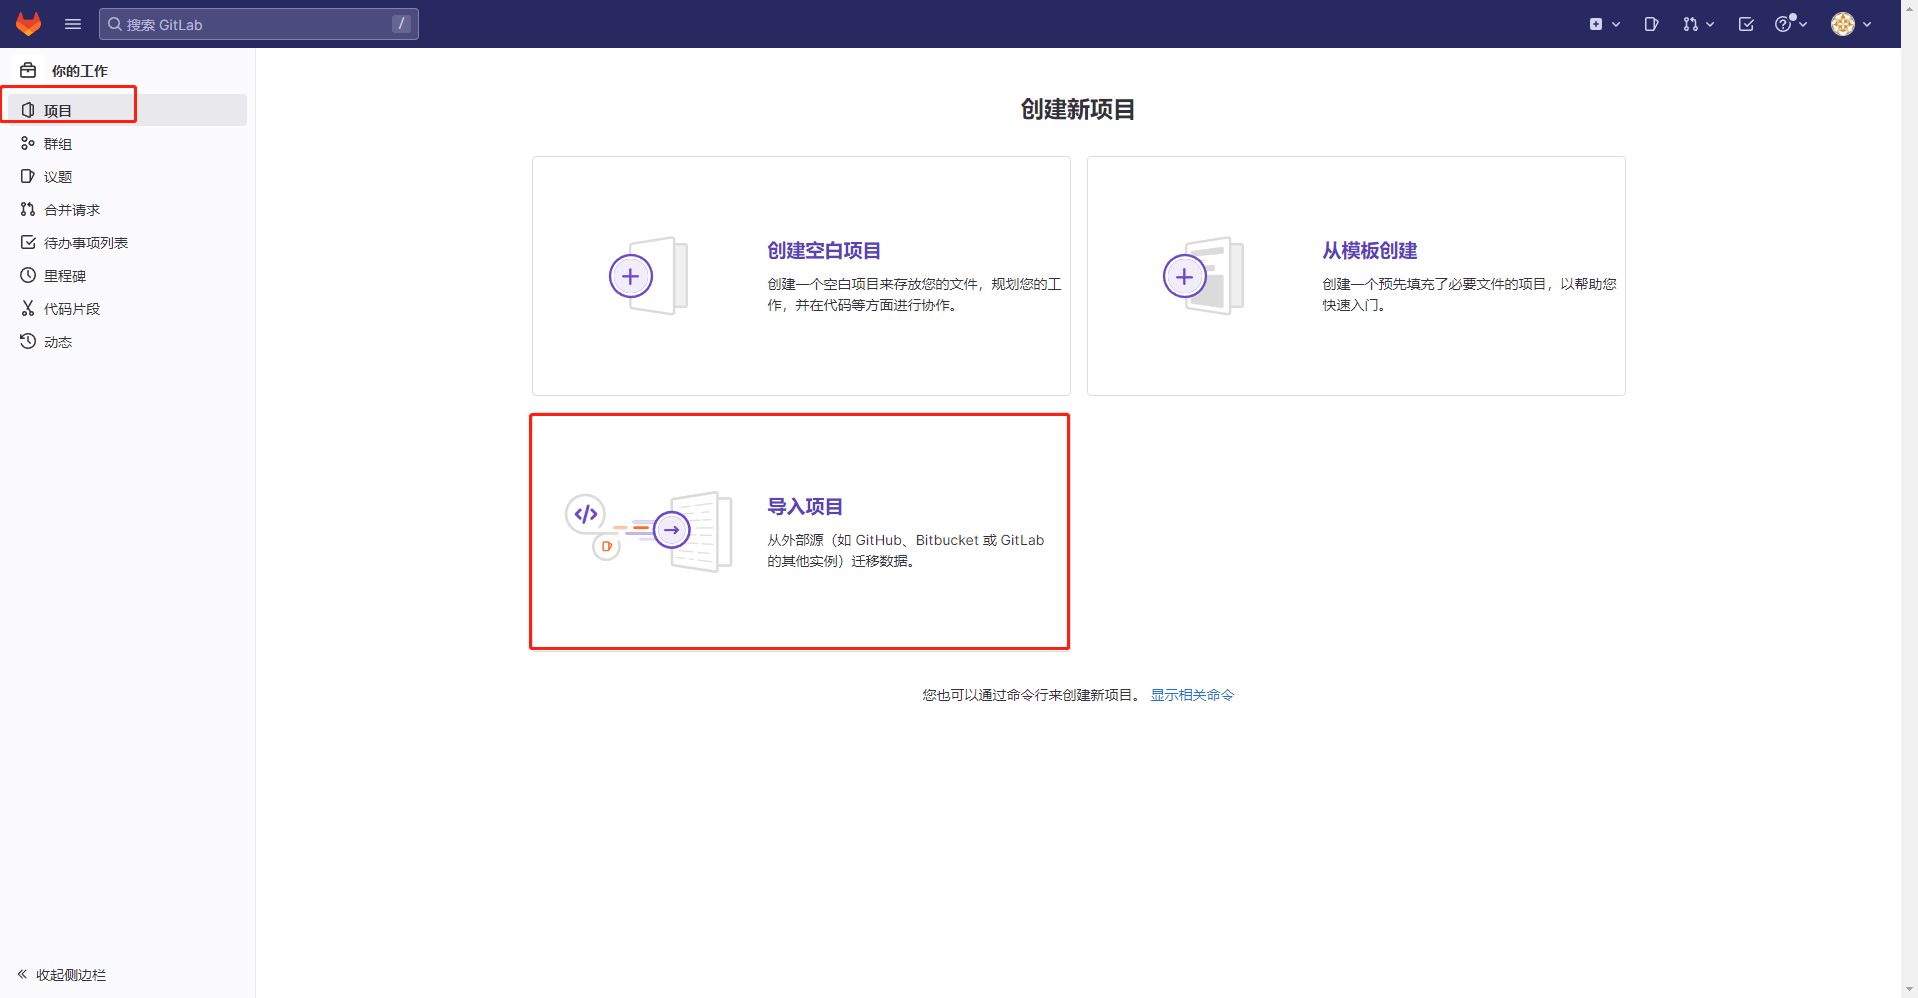 搜索 GitLab
/
你的工作
项目
群组
议题
合并请求
待办事项列表
里程碑
代码片段
动态
收起侧边栏
创建新项目
创建空白项目
创建一个空白项目来存放您的文件，规划您的工
作，并在代码等方面进行协作。
从模板创建
创建一个预先填充了必要文件的项目，以帮助您
快速入门。
导入项目
从外部源（如 GitHub、Bitbucket 或 GitLab
的其他实例）迁移数据。
您也可以通过命令行来创建新项目。 显示相关命令